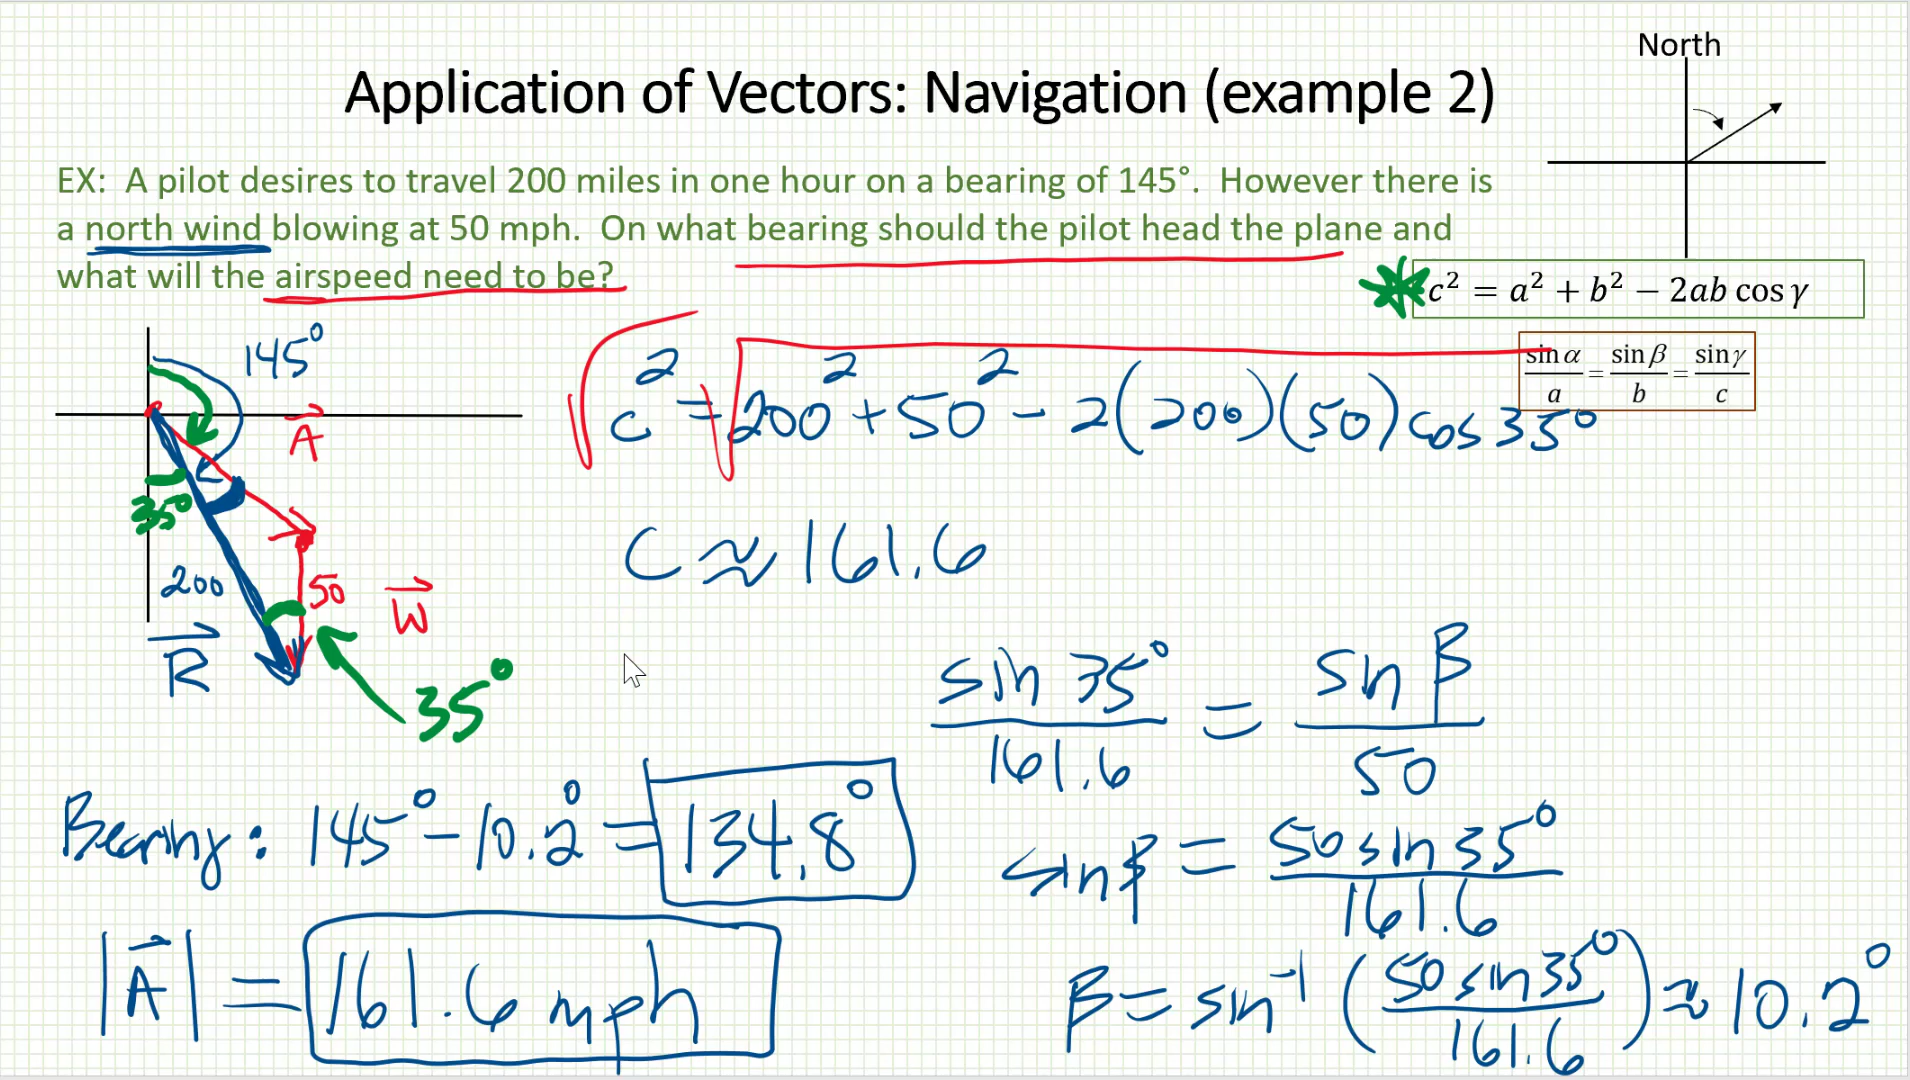 North
Application of Vectors: Navigation (example 2)
EX: A pilot desires to travel 200 miles in one hour on a bearing of 145°. However there is
a north wind blowing at 50 mph. On what bearing should the pilot head the plane and
what will the airspeed need to be?
c² = a² + b² − 2ab cos γ
sin α / a = sin β / b = sin γ / c
145°
A⃗
35°
200
50
W⃗
R⃗
35°
√c² = √200² + 50² − 2(200)(50) cos 35°
C ≈ 161.6
sin 35° / 161.6 = sin β / 50
Bearing: 145° − 10.2° = 134.8°
sin β = 50 sin 35° / 161.6
|A⃗| = 161.6 mph
β = sin⁻¹ (50 sin 35° / 161.6) ≈ 10.2°